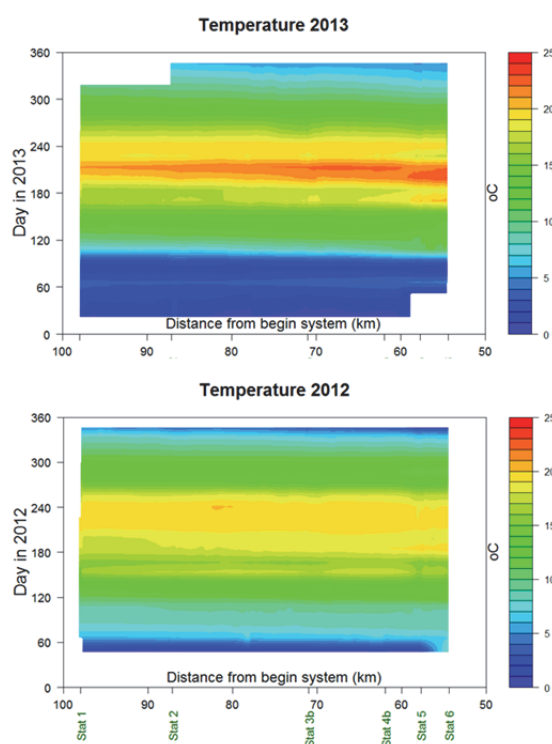 Temperature 2013
360
300
240
180
120
60
0
Day in 2013
Distance from begin system (km)
100 90 80 70 60 50
25
20
15
10
5
0
oC
Temperature 2012
360
300
240
180
120
60
0
Day in 2012
Distance from begin system (km)
100 90 80 70 60 50
Stat 1
Stat 2
Stat 3b
Stat 4b
Stat 5
Stat 6
25
20
15
10
5
0
oC